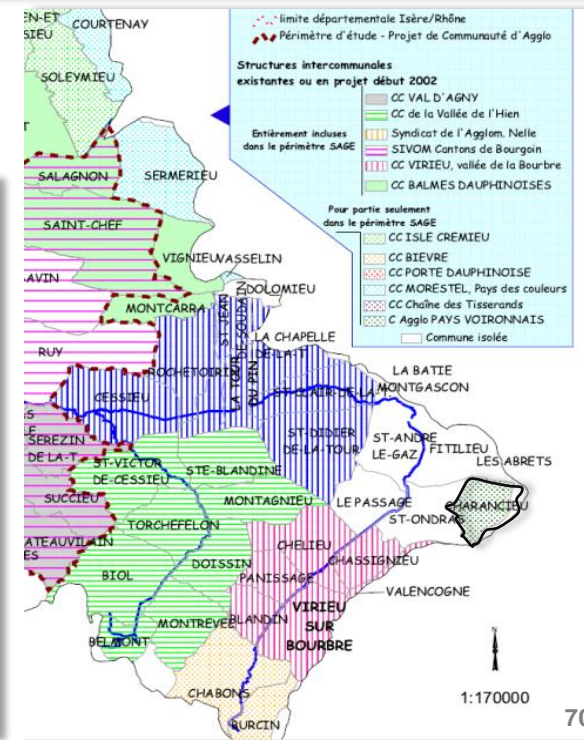 EN-ET
SIEU
COURTENAY
SOLEYMIEU
limite départementale Isère/Rhône
Périmètre d'étude - Projet de Communauté d'Agglo
Structures intercommunales
existantes ou en projet début 2002
Entièrement incluses
dans le périmètre SAGE
CC VAL D'AGNY
CC de la Vallée de l'Hien
Syndicat de l'Agglom. Nelle
SIVOM Cantons de Bourgoin
CC VIRIEU, vallée de la Bourbre
CC BALMES DAUPHINOISES
Pour partie seulement
dans le périmètre SAGE
CC ISLE CREMIEU
CC BIEVRE
CC PORTE DAUPHINOISE
CC MORESTEL, Pays des couleurs
CC Chaîne des Tisserands
C Agglo PAYS VOIRONNAIS
Commune isolée
T
SALAGNON
SERMERIEU
SAINT-CHEF
VIGNIEU
VASSELIN
AVIN
DOLOMIEU
MONTCARRA
ST-JEAN
DE-SOUDAIN
LA CHAPELLE
DE-LA-T.
RUY
ROCHETOIRIN
LA TOUR
DU PIN
LA BATIE
MONTGASCON
CESSIEU
ST-CLAIR-DE-LA-T.
S
F
SEREZIN
DE LA-T.
ST-DIDIER
DE-LA-TOUR
ST-ANDRE
LE-GAZ
FITILIEU
LES ABRETS
ST-VICTOR
DE-CESSIEU
STE-BLANDINE
SUCCIEU
MONTAGNIEU
LE PASSAGE
CHARANCIEU
ST-ONDRAS
TORCHEFELON
ATEAUVILAIN
ES
CHELIEU
DOISSIN
CHASSIGNIEU
BIOL
PANISSAGE
VALENCOGNE
VIRIEU
SUR
BOURBRE
MONTREVEL
BLANDIN
BELMONT
N
CHABONS
BURCIN
1:170000
70